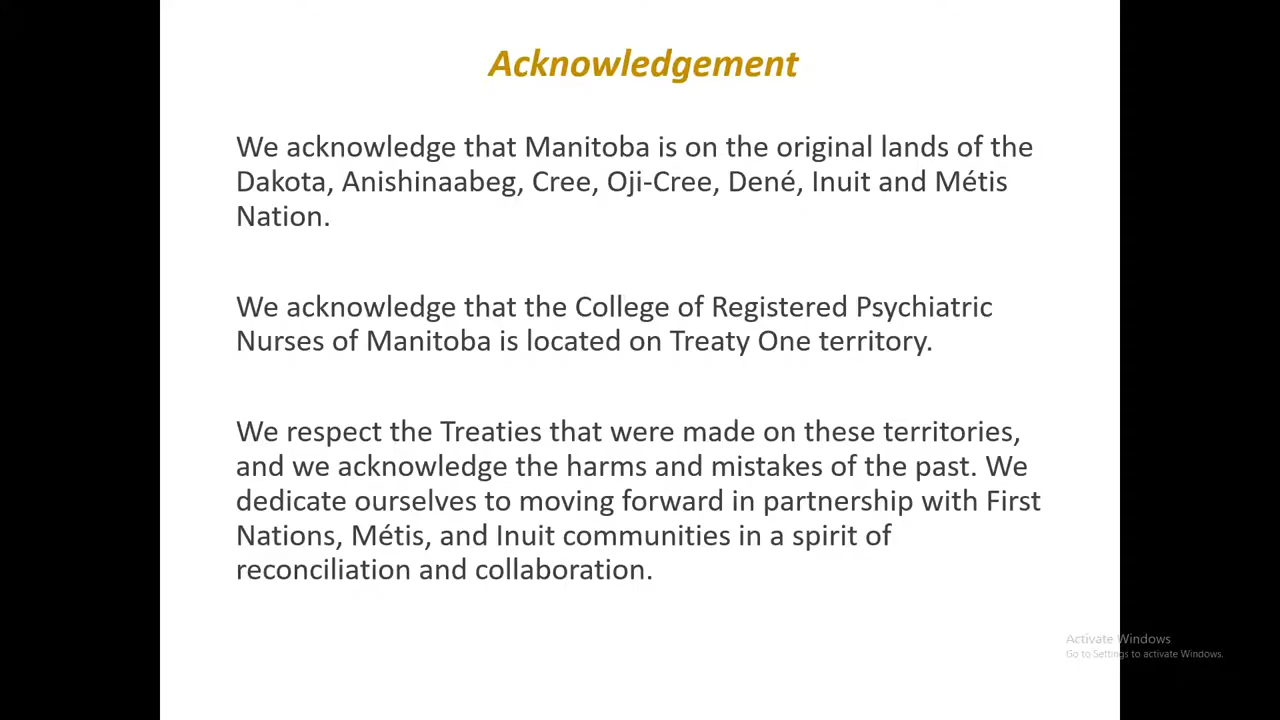 Acknowledgement
We acknowledge that Manitoba is on the original lands of the
Dakota, Anishinaabeg, Cree, Oji-Cree, Dené, Inuit and Métis
Nation.
We acknowledge that the College of Registered Psychiatric
Nurses of Manitoba is located on Treaty One territory.
We respect the Treaties that were made on these territories,
and we acknowledge the harms and mistakes of the past. We
dedicate ourselves to moving forward in partnership with First
Nations, Métis, and Inuit communities in a spirit of
reconciliation and collaboration.
Activate Windows
Go to Settings to activate Windows.